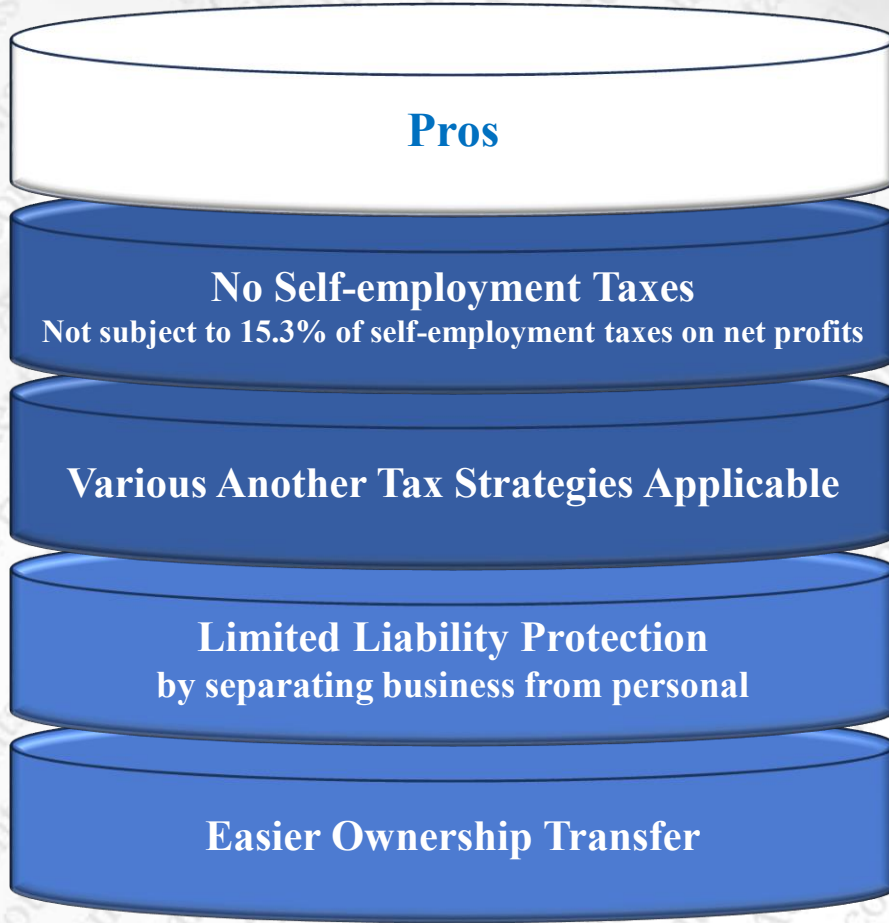 Pros
No Self-employment Taxes
Not subject to 15.3% of self-employment taxes on net profits
Various Another Tax Strategies Applicable
Limited Liability Protection
by separating business from personal
Easier Ownership Transfer